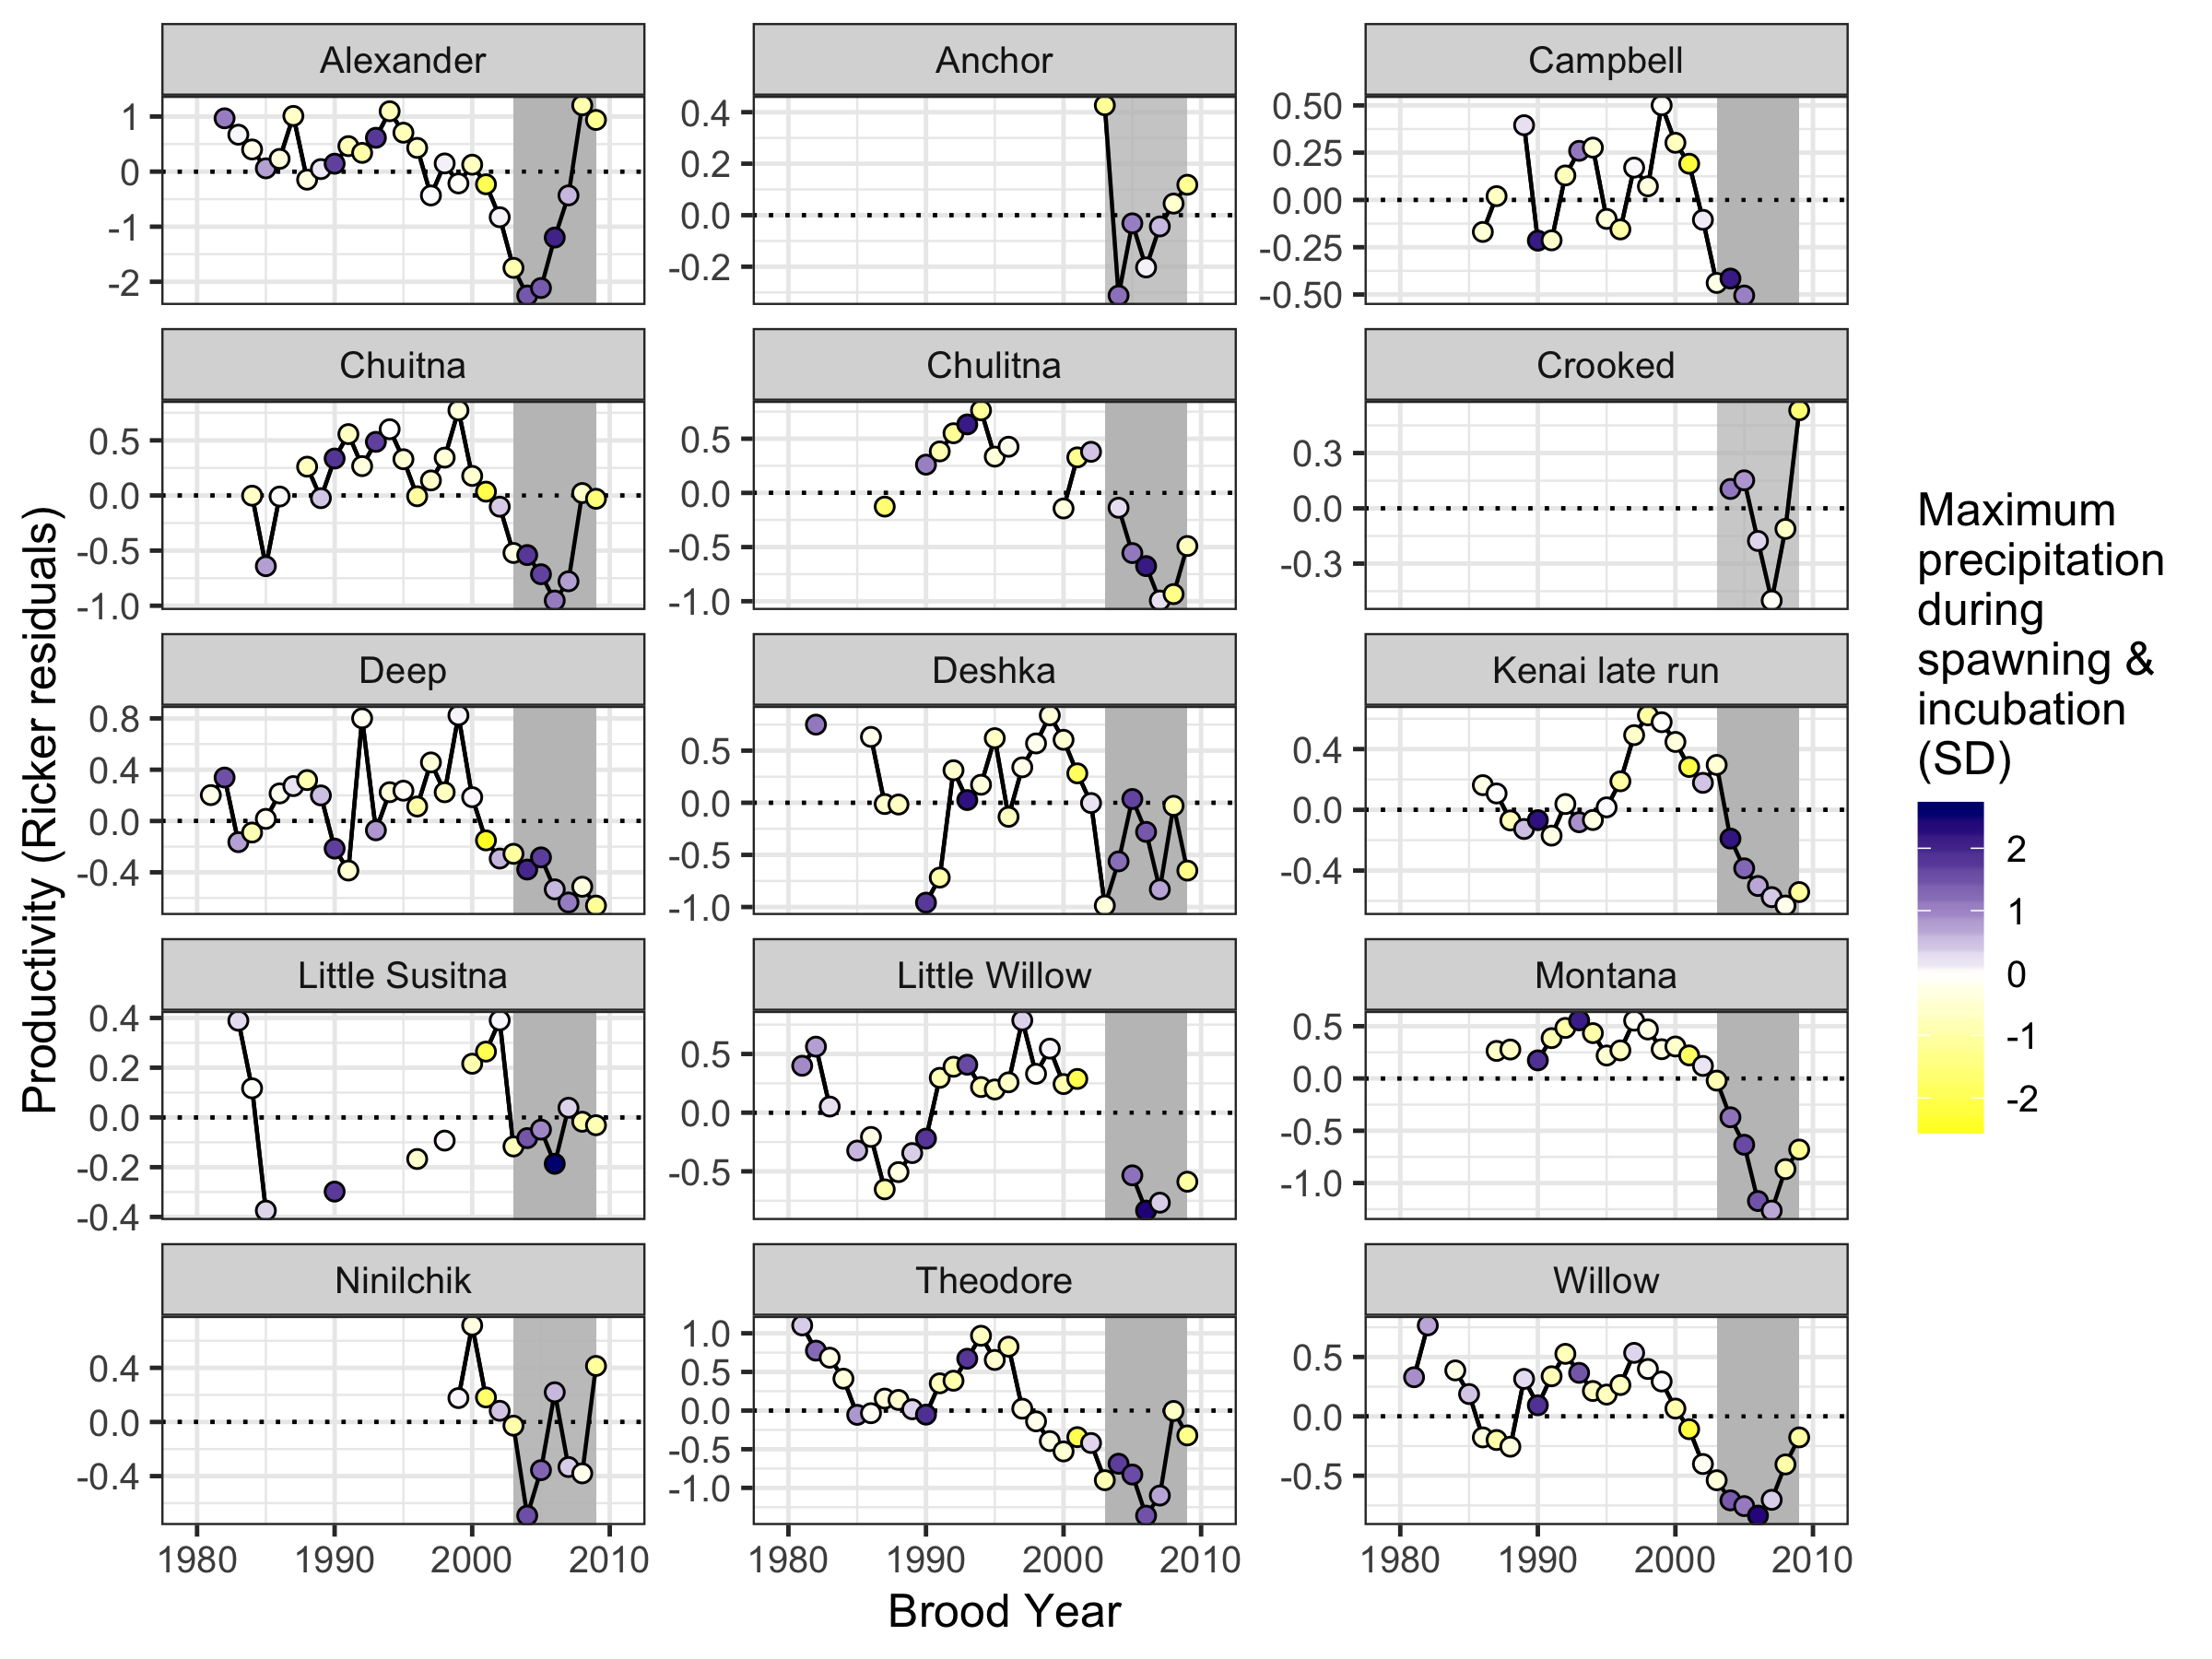 Alexander
Anchor
Campbell
1
0
-1
-2
0.4
0.2
0.0
-0.2
0.50
0.25
0.00
-0.25
-0.50
Chuitna
Chulitna
Crooked
0.5
0.0
-0.5
-1.0
0.5
0.0
-0.5
-1.0
0.3
0.0
-0.3
Deep
Deshka
Kenai late run
0.8
0.4
0.0
-0.4
0.5
0.0
-0.5
-1.0
0.4
0.0
-0.4
Little Susitna
Little Willow
Montana
0.4
0.2
0.0
-0.2
-0.4
0.5
0.0
-0.5
0.5
0.0
-0.5
-1.0
Ninilchik
Theodore
Willow
0.4
0.0
-0.4
1.0
0.5
0.0
-0.5
-1.0
0.5
0.0
-0.5
1980 1990 2000 2010
1980 1990 2000 2010
1980 1990 2000 2010
Brood Year
Productivity (Ricker residuals)
Maximum
precipitation
during
spawning &
incubation
(SD)
2
1
0
-1
-2